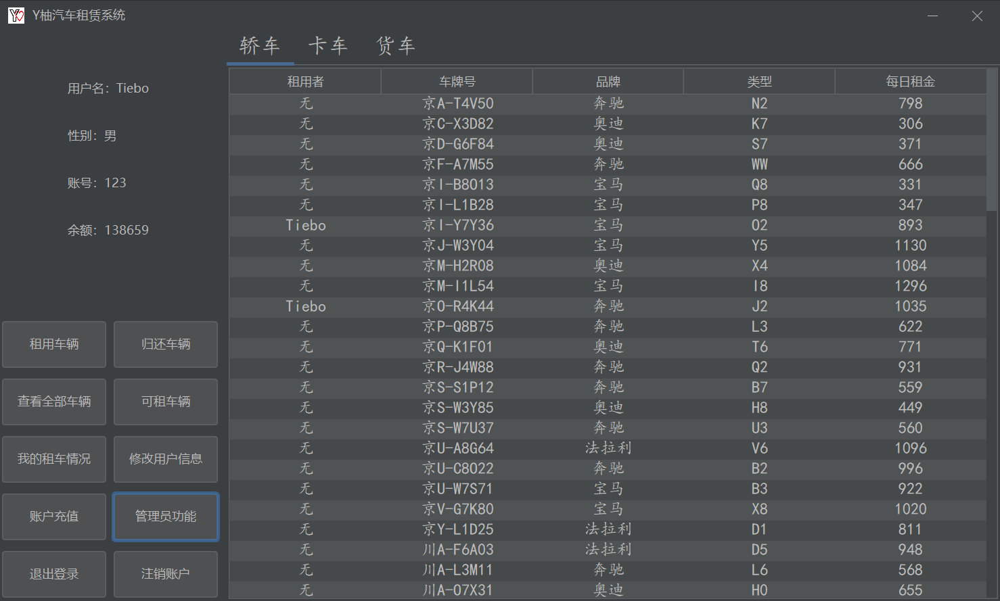 Y柚汽车租赁系统
轿车 卡车 货车
用户名：Tiebo
性别：男
账号：123
余额：138659
租用车辆 归还车辆
查看全部车辆 可租车辆
我的租车情况 修改用户信息
账户充值 管理员功能
退出登录 注销账户
租用者 车牌号 品牌 类型 每日租金
无 京A-T4V50 奔驰 N2 798
无 京C-X3D82 奥迪 K7 306
无 京D-G6F84 奥迪 S7 371
无 京F-A7M55 奔驰 WW 666
无 京I-B8O13 宝马 Q8 331
无 京I-L1B28 宝马 P8 347
Tiebo 京I-Y7Y36 宝马 O2 893
无 京J-W3Y04 宝马 Y5 1130
无 京M-H2R08 奥迪 X4 1084
无 京M-I1L54 宝马 I8 1296
Tiebo 京O-R4K44 奔驰 J2 1035
无 京P-Q8B75 奔驰 L3 622
无 京Q-K1F01 奥迪 T6 771
无 京R-J4W88 奔驰 Q2 931
无 京S-S1P12 奔驰 B7 559
无 京S-W3Y85 奥迪 H8 449
无 京S-W7U37 奔驰 U3 560
无 京U-A8G64 法拉利 V6 1096
无 京U-C8O22 奔驰 B2 996
无 京U-W7S71 宝马 B3 922
无 京V-G7K80 宝马 X8 1020
无 京Y-L1D25 法拉利 D1 811
无 川A-F6A03 法拉利 D5 948
无 川A-L3M11 奔驰 L6 568
无 川A-O7X31 奥迪 H0 655